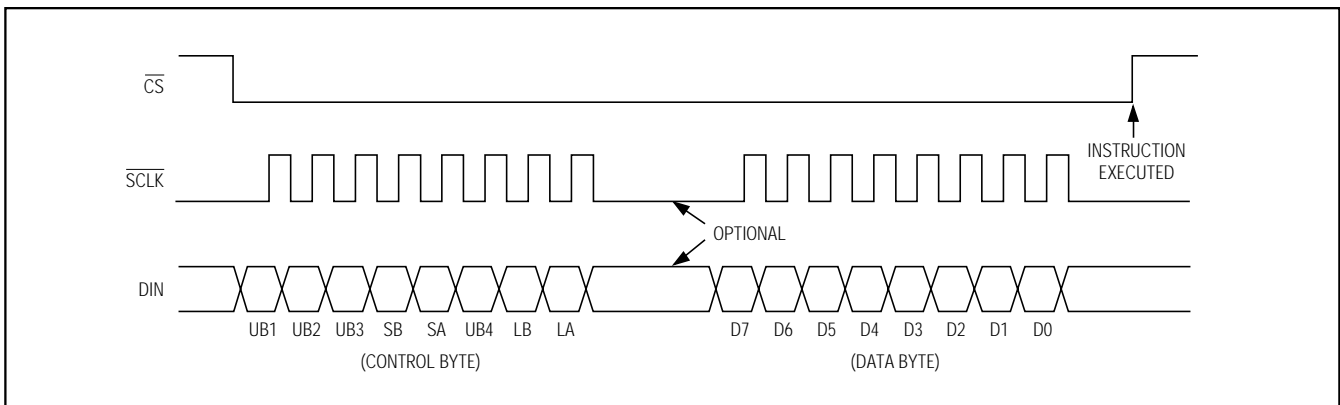 CS
INSTRUCTION
EXECUTED
SCLK
OPTIONAL
DIN
UB1 UB2 UB3 SB SA UB4 LB LA D7 D6 D5 D4 D3 D2 D1 D0
(CONTROL BYTE) (DATA BYTE)